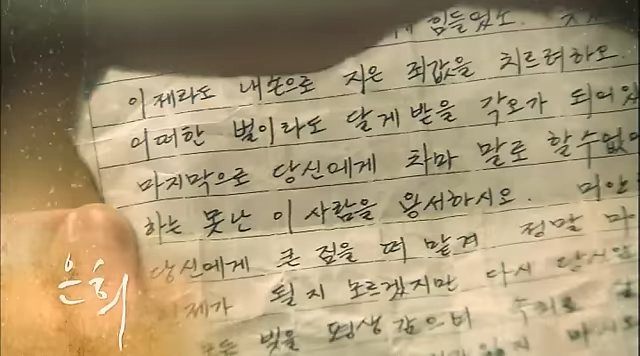 힘들었소.
이제라도 내손으로 지은 죄값을 치르려하오.
어떠한 벌이라도 달게 받을 각오가 되어있
마지막으로 당신에게 차마 말로 할수없
하는 못난 이 사람을 용서하시오. 미안
당신에게 큰 짐을 떠 맡겨 정말
될지 모르겠지만 다시
빚을 평생 갚으며
은희